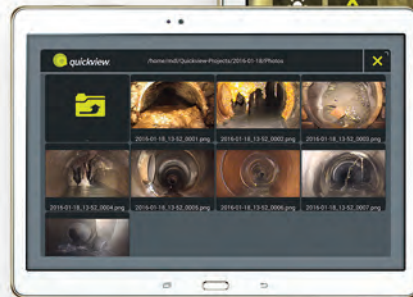 quickview
/Quickview-Projects/2016-01-18/Photos
2016-01-18_13-52_0001.png
2016-01-18_13-52_0002.png
2016-01-18_13-52_0003.png
2016-01-18_13-52_0004.png
2016-01-18_13-52_0005.png
2016-01-18_13-52_0006.png
2016-01-18_13-52_0007.png